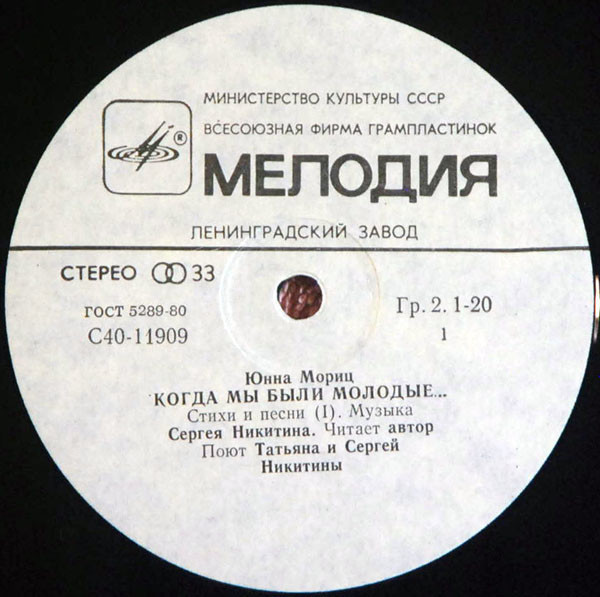 МИНИСТЕРСТВО КУЛЬТУРЫ СССР
ВСЕСОЮЗНАЯ ФИРМА ГРАМПЛАСТИНОК
®
МЕЛОДИЯ
ЛЕНИНГРАДСКИЙ ЗАВОД
СТЕРЕО 33
ГОСТ 5289-80
С40-11909
Гр. 2. 1-20
1
Юнна Мориц
КОГДА МЫ БЫЛИ МОЛОДЫЕ...
Стихи и песни (I). Музыка
Сергея Никитина. Читает автор
Поют Татьяна и Сергей
Никитины